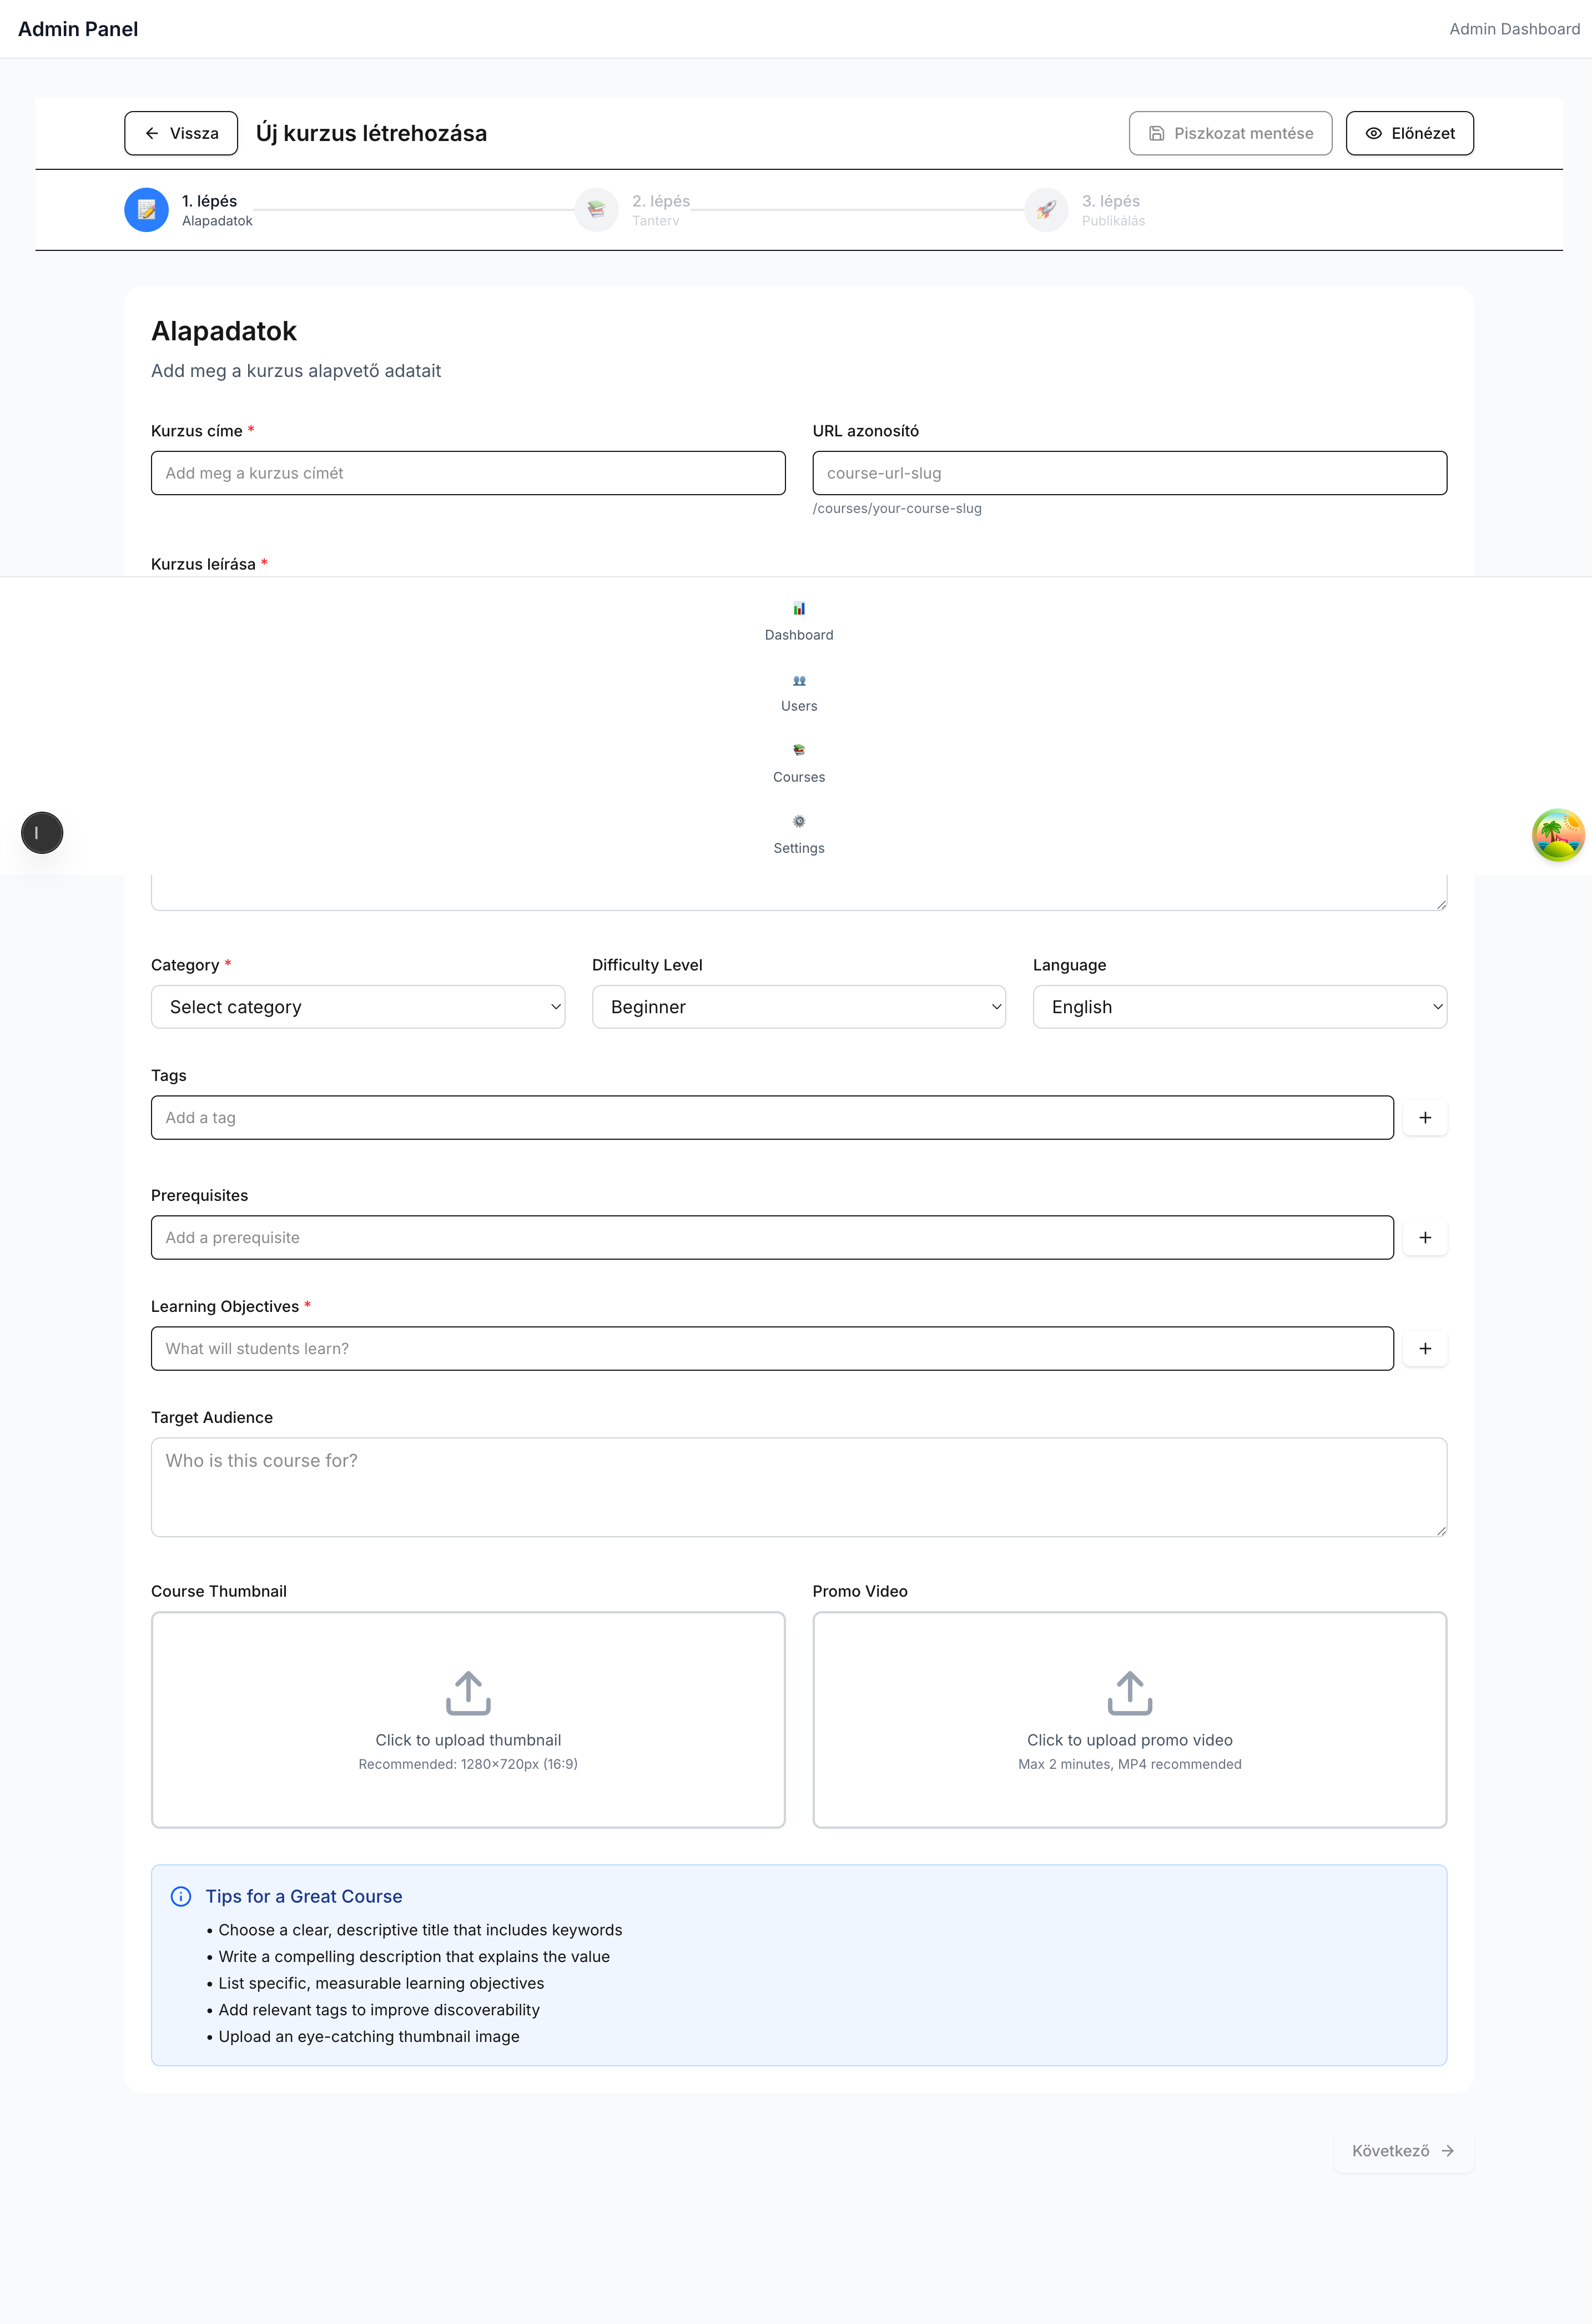 Admin Panel
Admin Dashboard
Vissza
Új kurzus létrehozása
Piszkozat mentése
Előnézet
1. lépés
Alapadatok
2. lépés
Tanterv
3. lépés
Publikálás
Alapadatok
Add meg a kurzus alapvető adatait
Kurzus címe *
URL azonosító
Add meg a kurzus címét
course-url-slug
/courses/your-course-slug
Kurzus leírása *
Dashboard
Users
Courses
Settings
Category *
Difficulty Level
Language
Select category
Beginner
English
Tags
Add a tag
Prerequisites
Add a prerequisite
Learning Objectives *
What will students learn?
Target Audience
Who is this course for?
Course Thumbnail
Promo Video
Click to upload thumbnail
Recommended: 1280×720px (16:9)
Click to upload promo video
Max 2 minutes, MP4 recommended
Tips for a Great Course
• Choose a clear, descriptive title that includes keywords
• Write a compelling description that explains the value
• List specific, measurable learning objectives
• Add relevant tags to improve discoverability
• Upload an eye-catching thumbnail image
Következő